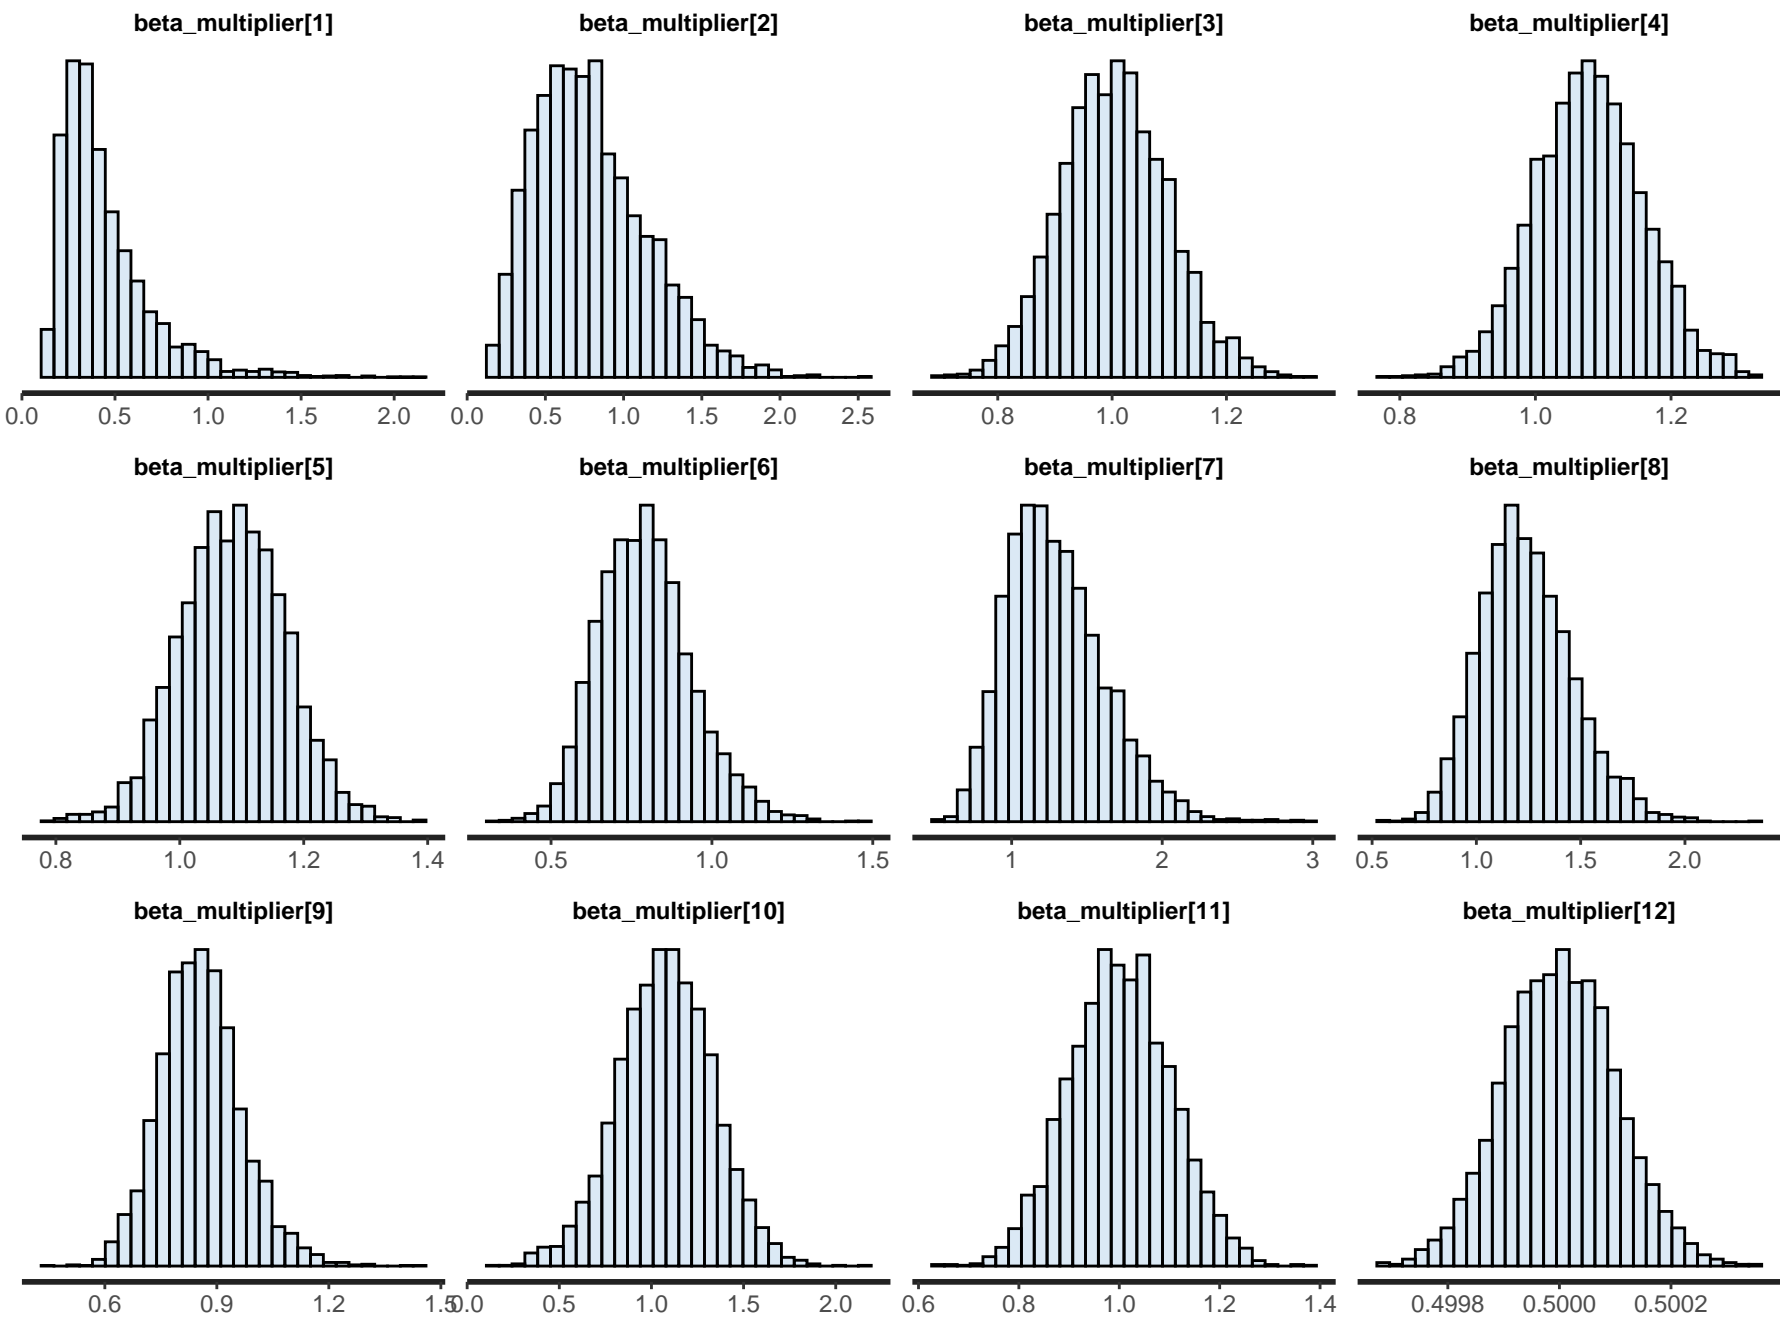 beta_multiplier[1] beta_multiplier[2] beta_multiplier[3] beta_multiplier[4]
0.0 0.5 1.0 1.5 2.0 0.0 0.5 1.0 1.5 2.0 2.5 0.8 1.0 1.2 0.8 1.0 1.2
beta_multiplier[5] beta_multiplier[6] beta_multiplier[7] beta_multiplier[8]
0.8 1.0 1.2 1.4 0.5 1.0 1.5 1 2 3 0.5 1.0 1.5 2.0
beta_multiplier[9] beta_multiplier[10] beta_multiplier[11] beta_multiplier[12]
0.6 0.9 1.2 1.5 0.0 0.5 1.0 1.5 2.0 0.6 0.8 1.0 1.2 1.4 0.4998 0.5000 0.5002